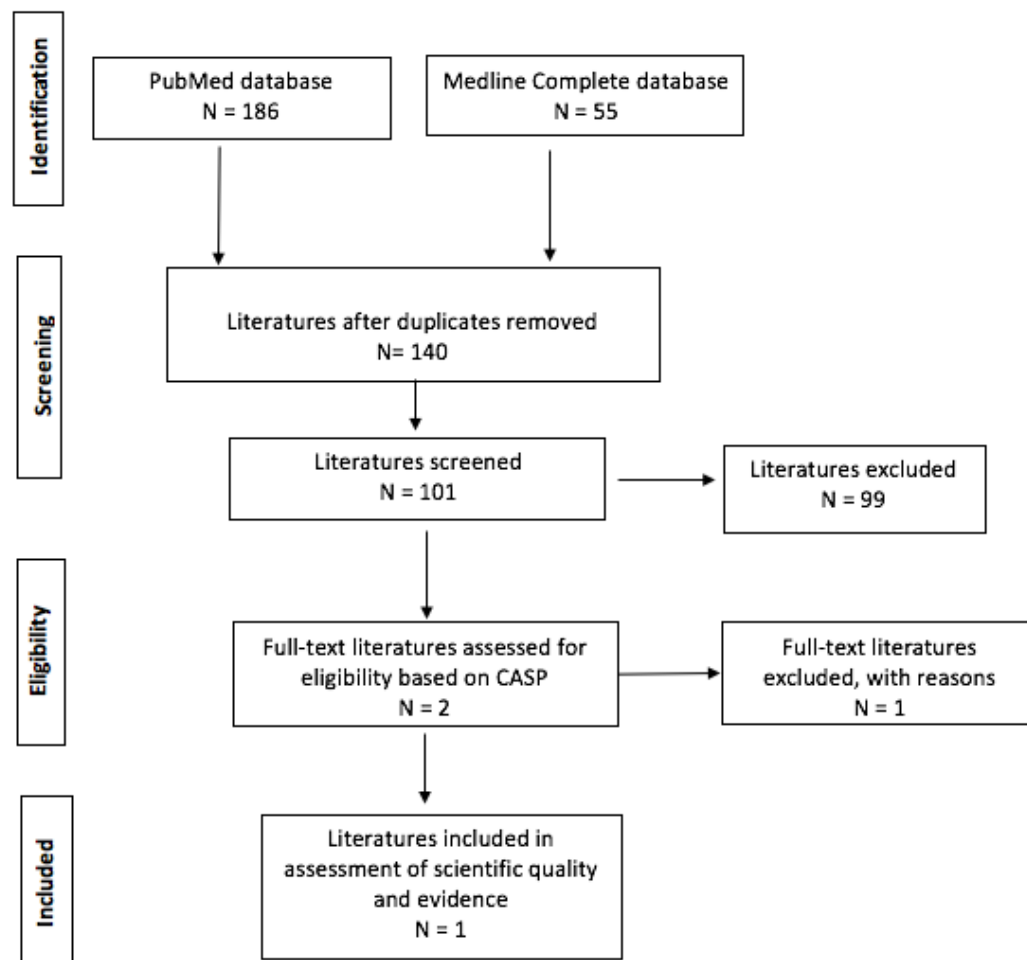 Identification
PubMed database
N = 186
Medline Complete database
N = 55
Screening
Literatures after duplicates removed
N= 140
Literatures screened
N = 101
Literatures excluded
N = 99
Eligibility
Full-text literatures assessed for
eligibility based on CASP
N = 2
Full-text literatures
excluded, with reasons
N = 1
Included
Literatures included in
assessment of scientific quality
and evidence
N = 1